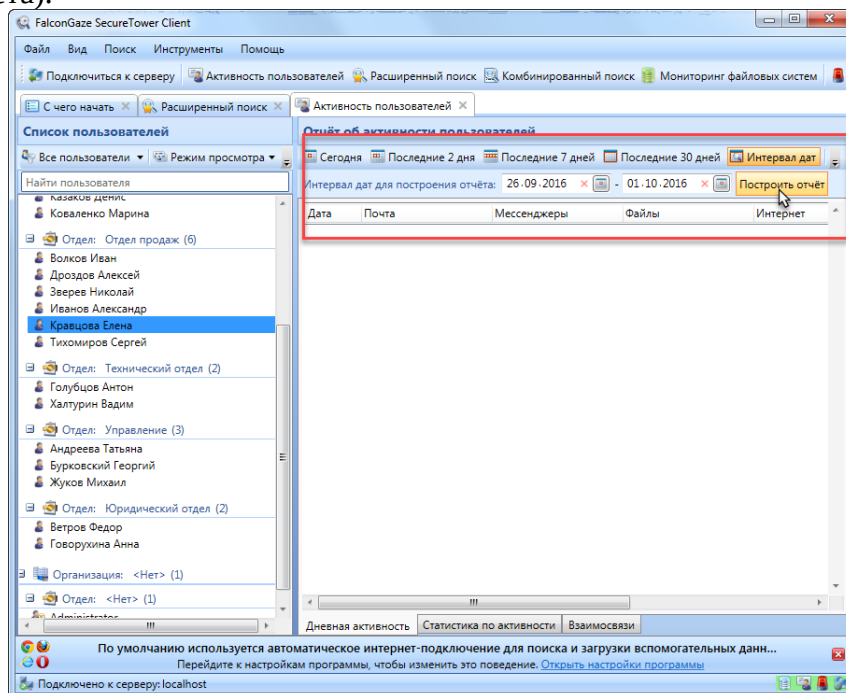 ета).
FalconGaze SecureTower Client
Файл Вид Поиск Инструменты Помощь
Подключиться к серверу Активность пользователей Расширенный поиск Комбинированный поиск Мониторинг файловых систем
С чего начать Расширенный поиск Активность пользователей
Список пользователей Отчёт об активности пользователей
Все пользователи Режим просмотра Сегодня Последние 2 дня Последние 7 дней Последние 30 дней Интервал дат
Найти пользователя Интервал дат для построения отчёта: 26.09.2016 - 01.10.2016 Построить отчёт
Казаков Денис
Коваленко Марина Дата Почта Мессенджеры Файлы Интернет
Отдел: Отдел продаж (6)
Волков Иван
Дроздов Алексей
Зверев Николай
Иванов Александр
Кравцова Елена
Тихомиров Сергей
Отдел: Технический отдел (2)
Голубцов Антон
Халтурин Вадим
Отдел: Управление (3)
Андреева Татьяна
Бурковский Георгий
Жуков Михаил
Отдел: Юридический отдел (2)
Ветров Федор
Говорухина Анна
Организация: <Нет> (1)
Отдел: <Нет> (1)
Administrator
Дневная активность Статистика по активности Взаимосвязи
По умолчанию используется автоматическое интернет-подключение для поиска и загрузки вспомогательных данн...
Перейдите к настройкам программы, чтобы изменить это поведение. Открыть настройки программы
Подключено к серверу: localhost